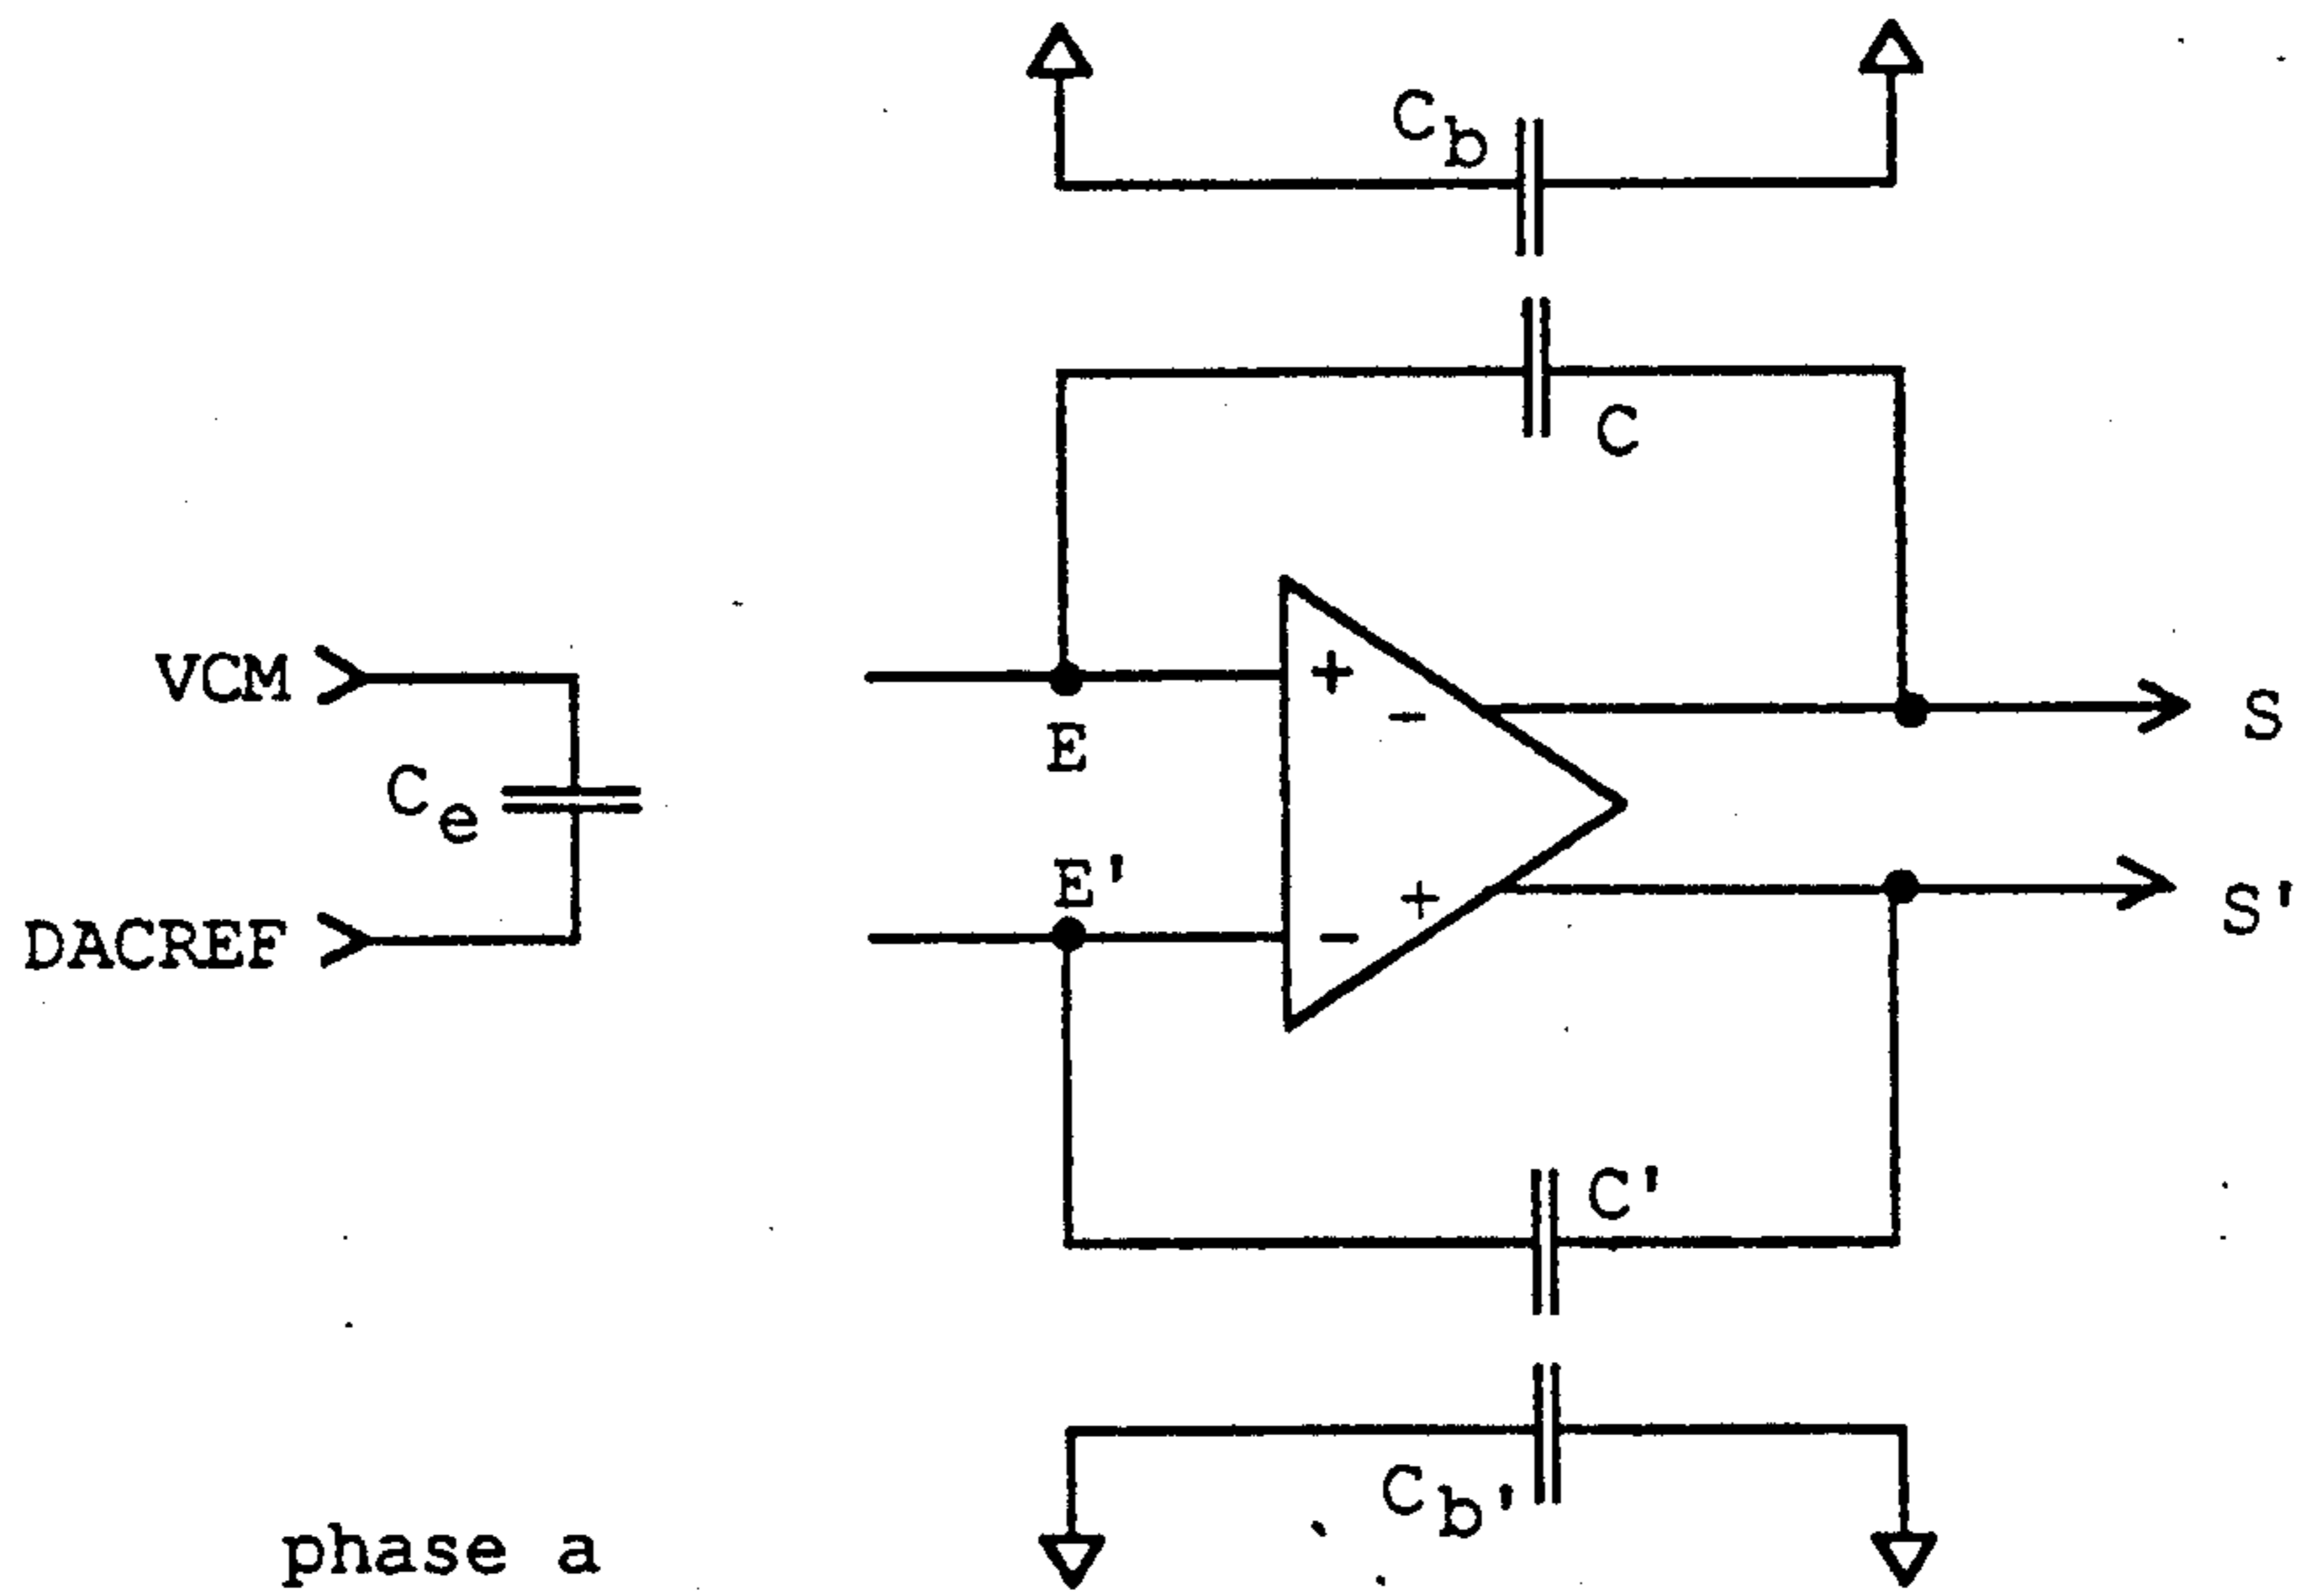 Cb
C
VCM
+
-
S
E
Ce
E'
+
S'
DACREF
-
C'
Cb'
phase a